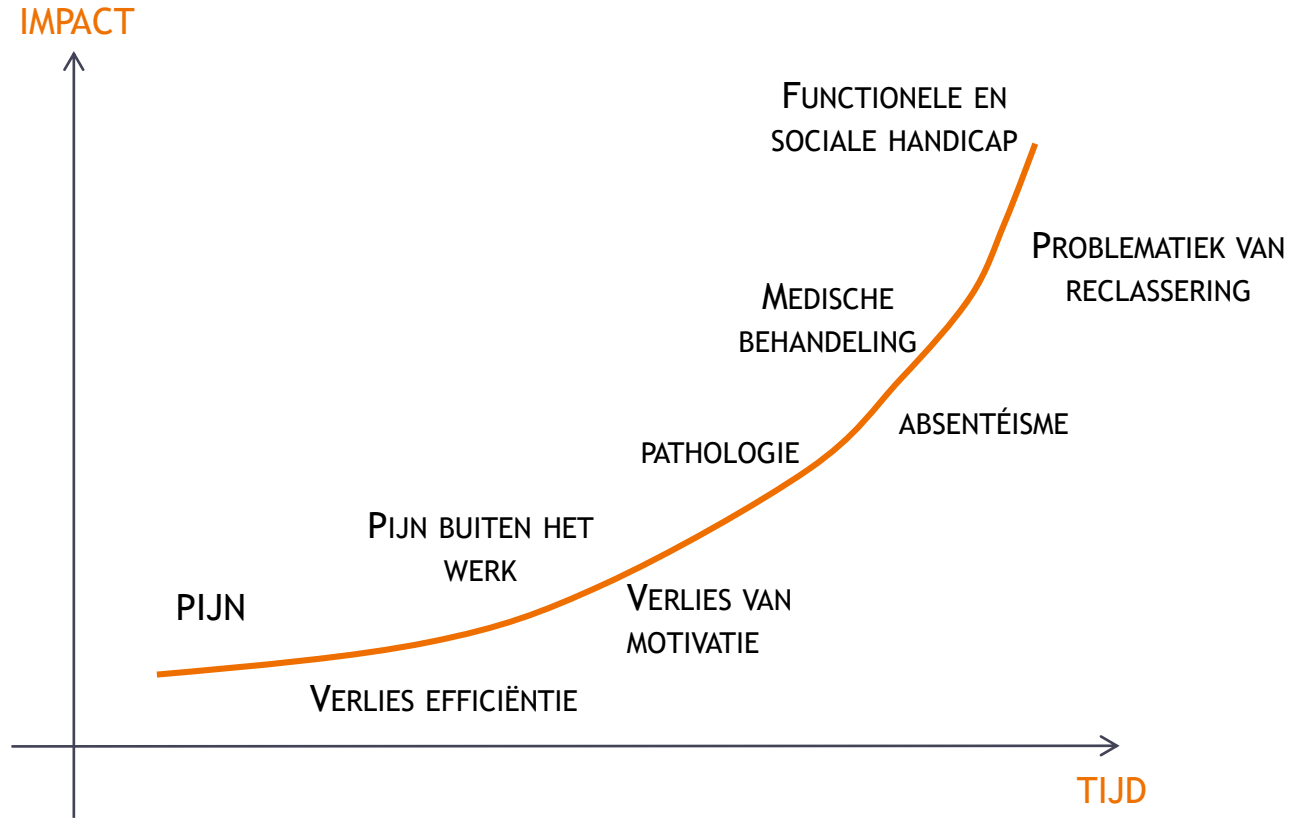 IMPACT
FUNCTIONELE EN
SOCIALE HANDICAP
PROBLEMATIEK VAN
RECLASSERING
MEDISCHE
BEHANDELING
ABSENTÉISME
PATHOLOGIE
PIJN BUITEN HET
WERK
VERLIES VAN
MOTIVATIE
PIJN
VERLIES EFFICIËNTIE
TIJD